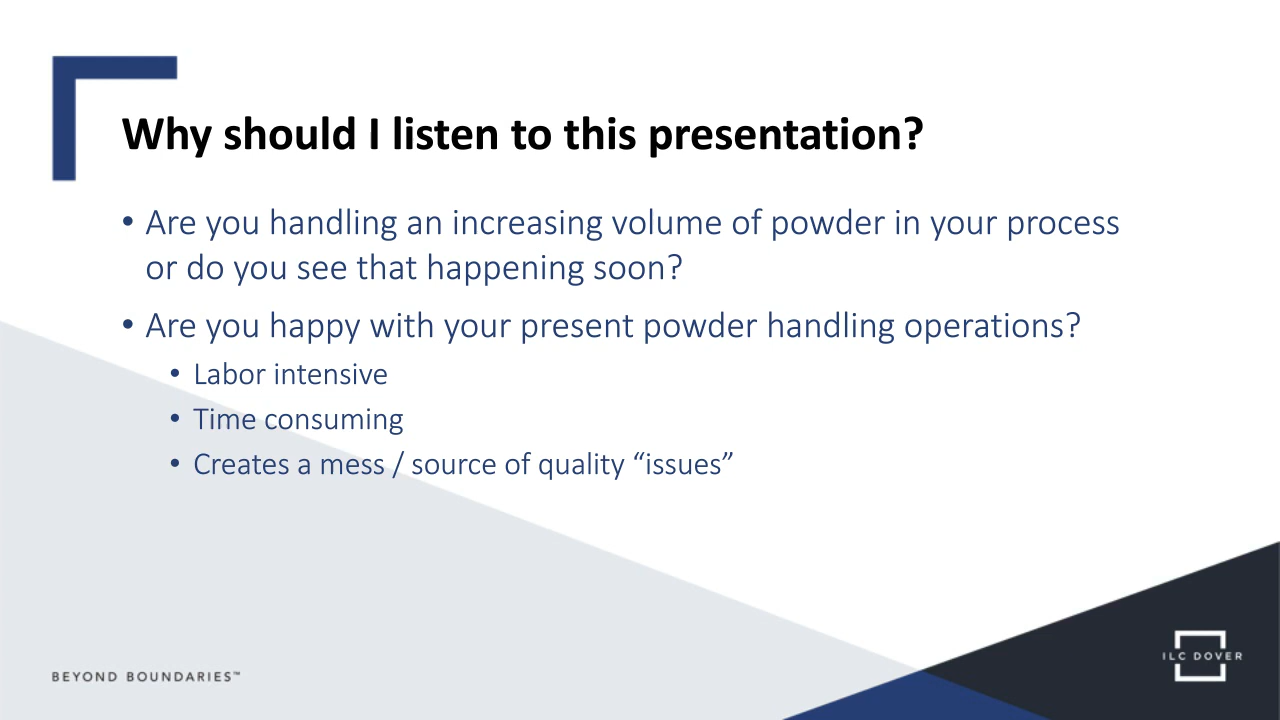 Why should I listen to this presentation?
• Are you handling an increasing volume of powder in your process
or do you see that happening soon?
• Are you happy with your present powder handling operations?
• Labor intensive
• Time consuming
• Creates a mess / source of quality “issues”
BEYOND BOUNDARIES™
ILC DOVER